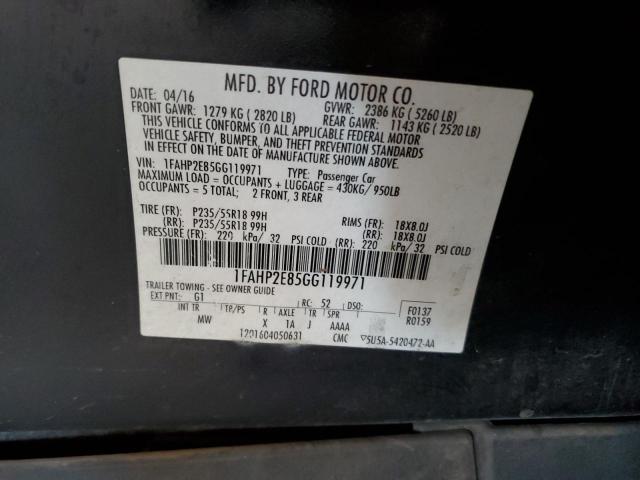 MFD. BY FORD MOTOR CO.
DATE: 04/16 GVWR: 2386 KG ( 5260 LB)
FRONT GAWR: 1279 KG ( 2820 LB) REAR GAWR: 1143 KG ( 2520 LB)
THIS VEHICLE CONFORMS TO ALL APPLICABLE FEDERAL MOTOR
VEHICLE SAFETY, BUMPER, AND THEFT PREVENTION STANDARDS
IN EFFECT ON THE DATE OF MANUFACTURE SHOWN ABOVE.
VIN: 1FAHP2E85GG119971 TYPE: Passenger Car
MAXIMUM LOAD = OCCUPANTS + LUGGAGE = 430KG/ 950LB
OCCUPANTS = 5 TOTAL; 2 FRONT, 3 REAR
TIRE (FR): P235/55R18 99H RIMS (FR): 18X8.0J
(RR): P235/55R18 99H (RR): 18X8.0J
PRESSURE (FR): 220 kPa/ 32 PSI COLD (RR): 220 kPa/ 32 PSI COLD
1FAHP2E85GG119971
TRAILER TOWING - SEE OWNER GUIDE
EXT PNT: G1 RC: 52 DSO: F0137
INT TR TP/PS R AXLE TR SPR R0159
MW X 1A J AAAA
1201604050631 CMC 5U5A-5420472-AA